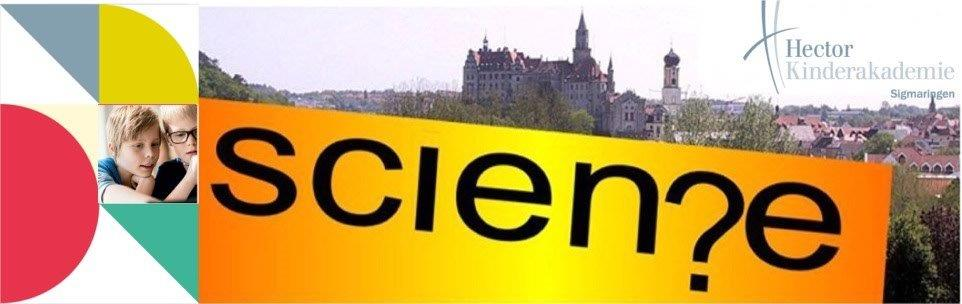 Hector
Kinderakademie
Sigmaringen
scien?e